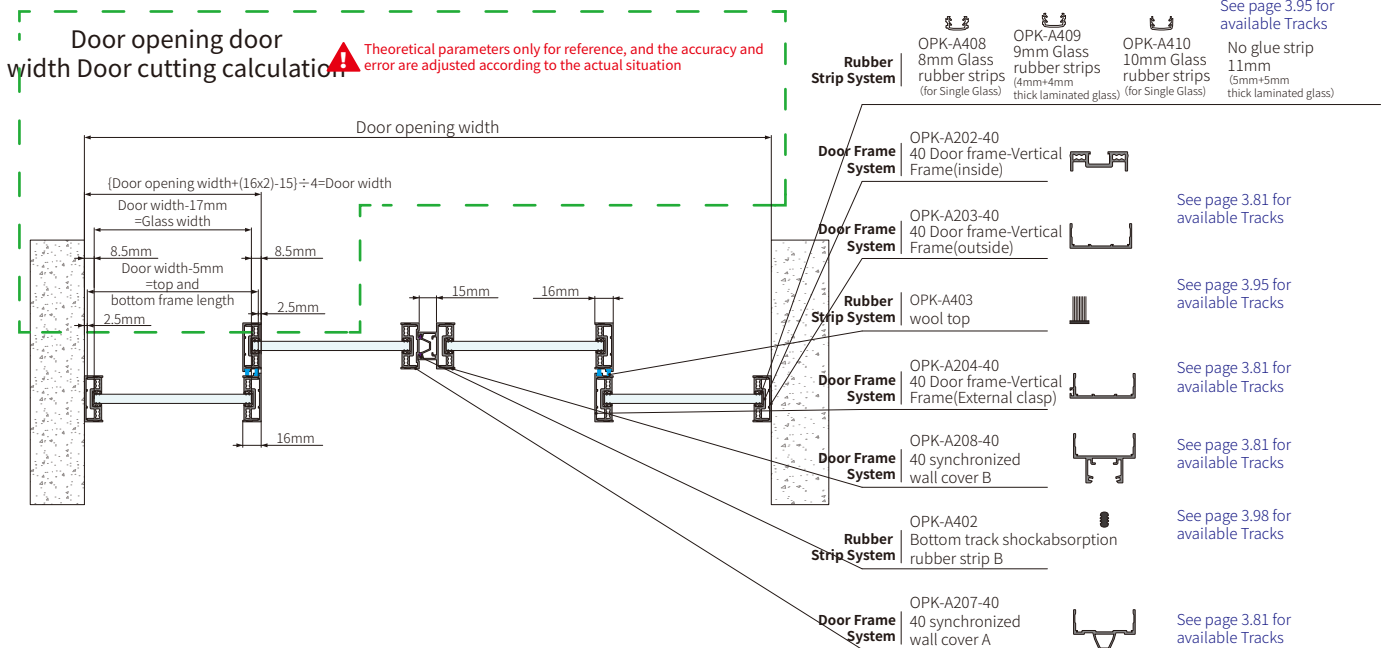 Door opening door
width Door cutting calculation
Theoretical parameters only for reference, and the accuracy and
error are adjusted according to the actual situation
Door opening width
{Door opening width+(16x2)-15}÷4=Door width
Door width-17mm
=Glass width
8.5mm
8.5mm
Door width-5mm
=top and
bottom frame length
2.5mm
2.5mm
15mm
16mm
16mm
See page 3.95 for
available Tracks
Rubber
Strip System
OPK-A408
8mm Glass
rubber strips
(for Single Glass)
OPK-A409
9mm Glass
rubber strips
(4mm+4mm
thick laminated glass)
OPK-A410
10mm Glass
rubber strips
(for Single Glass)
No glue strip
11mm
(5mm+5mm
thick laminated glass)
Door Frame
System
OPK-A202-40
40 Door frame-Vertical
Frame(inside)
See page 3.81 for
available Tracks
Door Frame
System
OPK-A203-40
40 Door frame-Vertical
Frame(outside)
See page 3.95 for
available Tracks
Rubber
Strip System
OPK-A403
wool top
See page 3.81 for
available Tracks
Door Frame
System
OPK-A204-40
40 Door frame-Vertical
Frame(External clasp)
See page 3.81 for
available Tracks
Door Frame
System
OPK-A208-40
40 synchronized
wall cover B
See page 3.98 for
available Tracks
Rubber
Strip System
OPK-A402
Bottom track shockabsorption
rubber strip B
Door Frame
System
OPK-A207-40
40 synchronized
wall cover A
See page 3.81 for
available Tracks